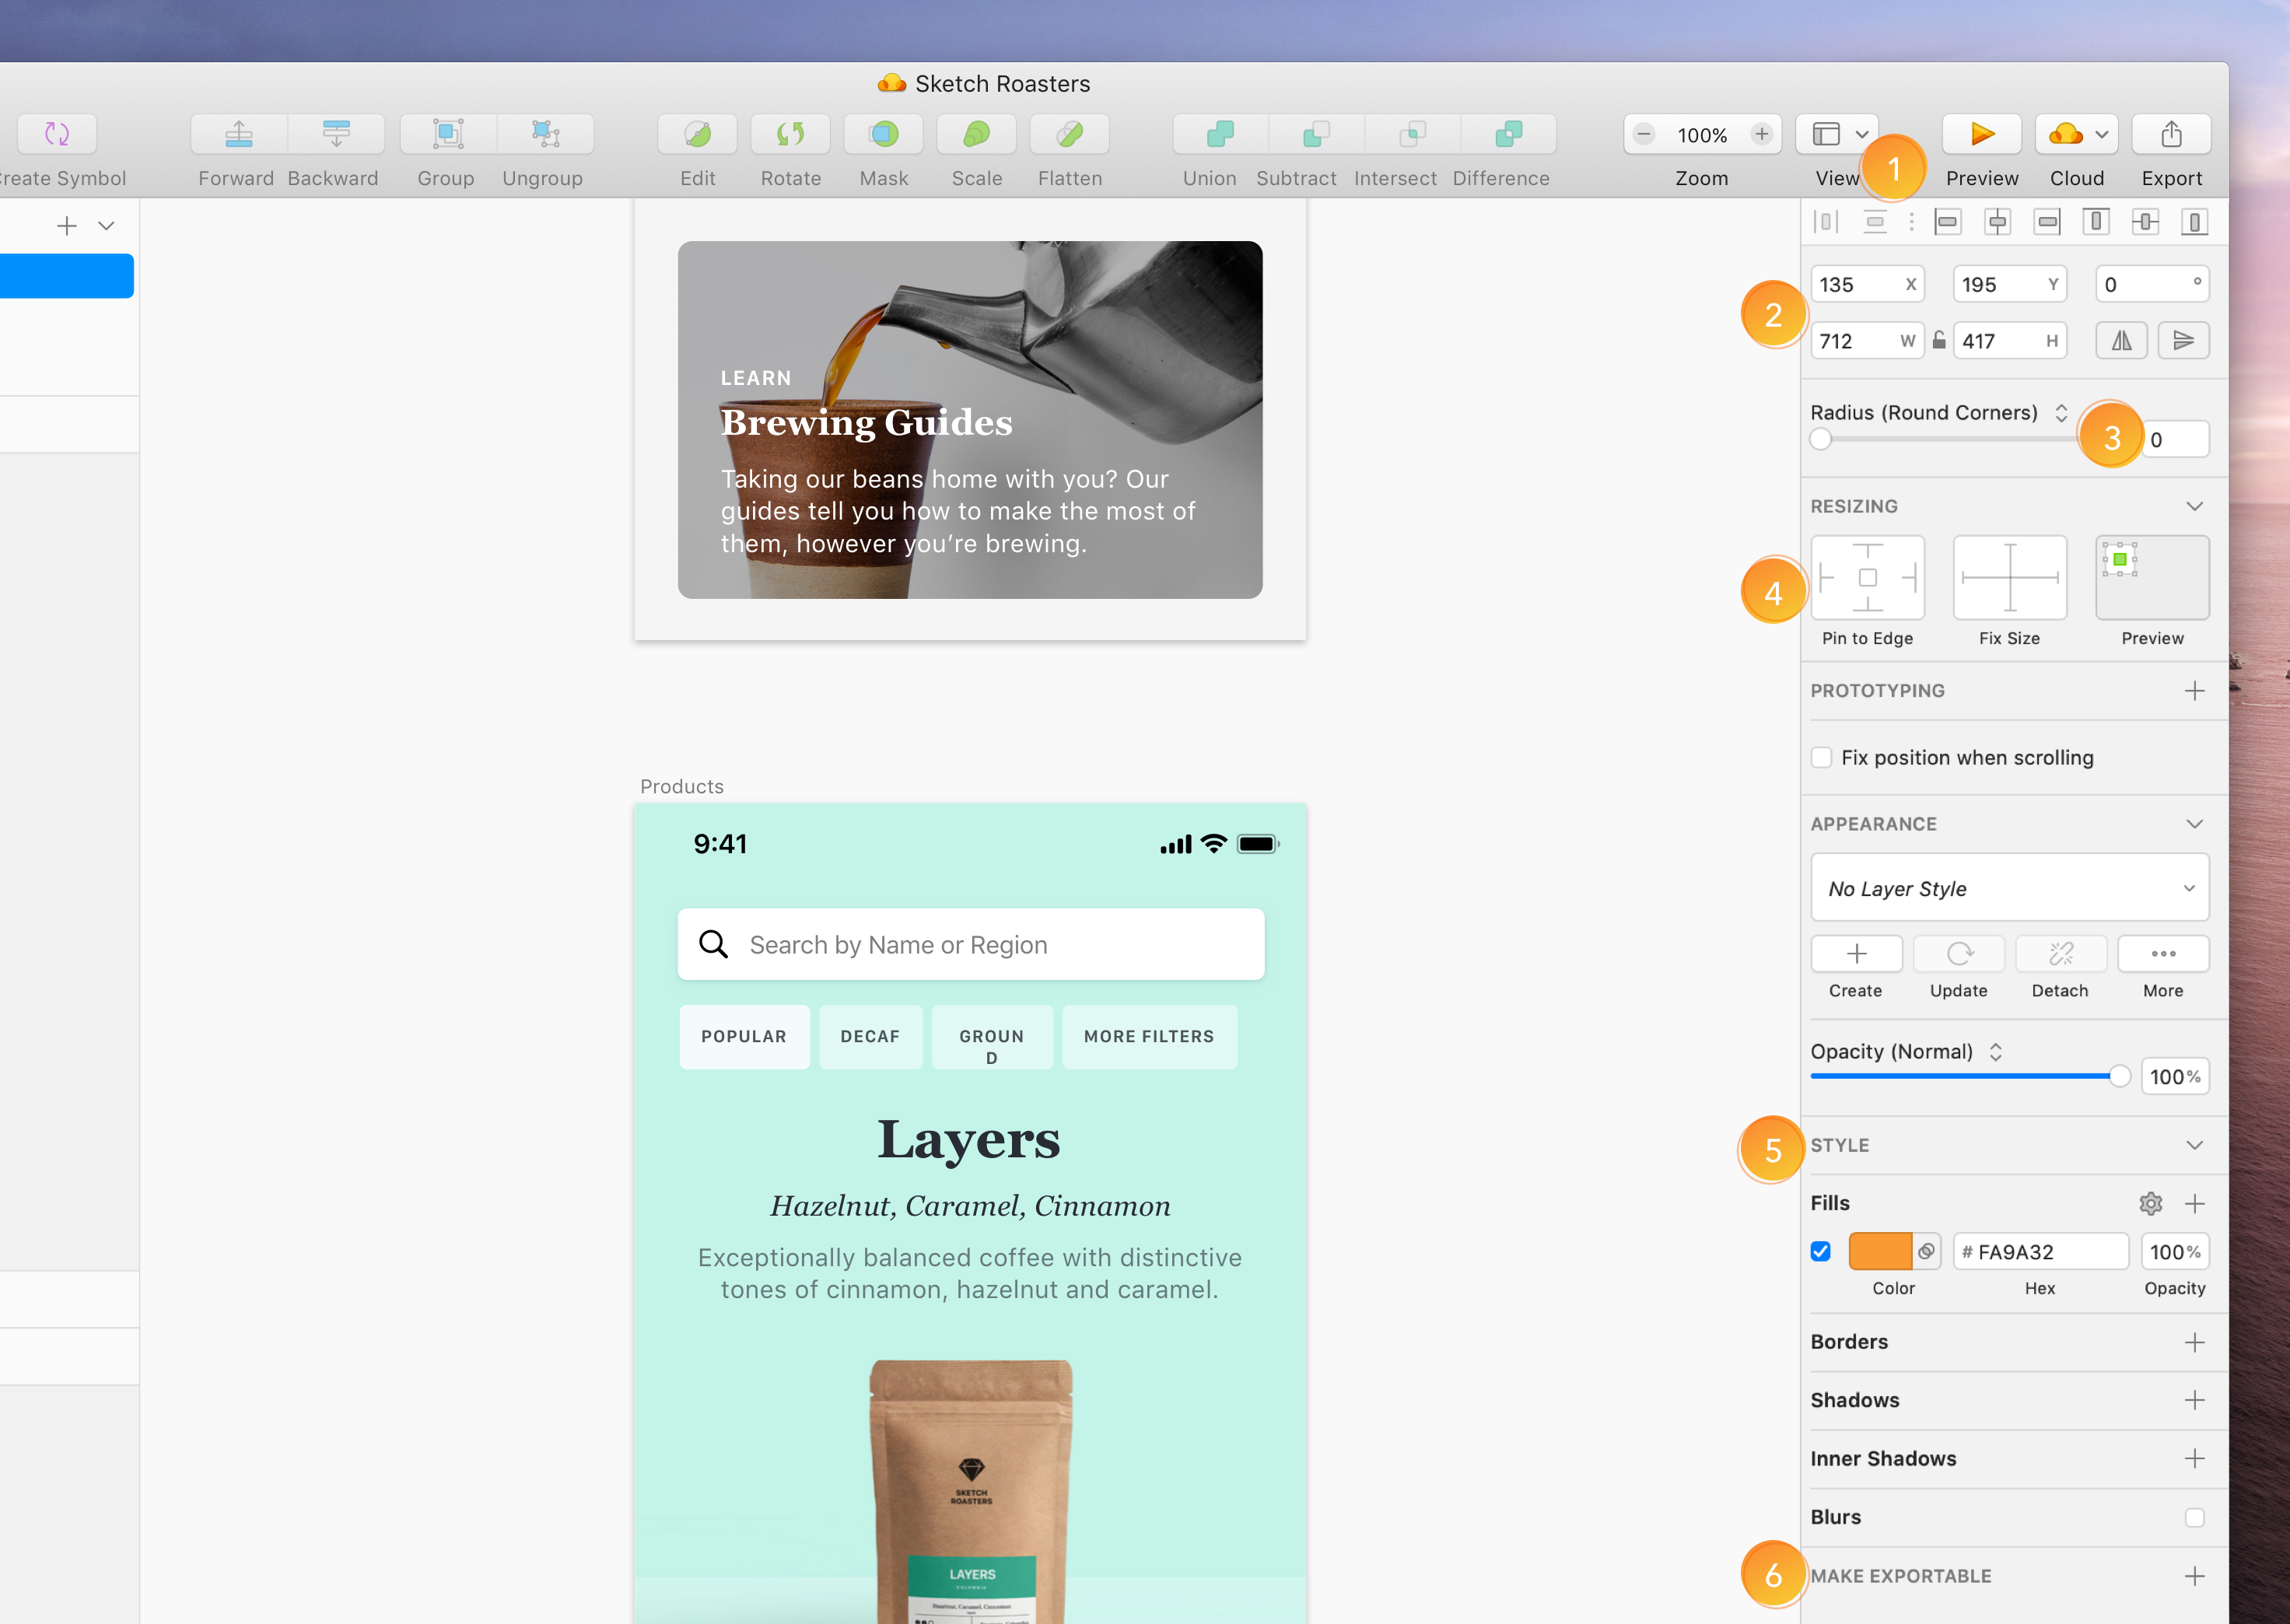 Sketch Roasters
100%
reate Symbol
Forward
Backward
Group
Ungroup
Edit
Rotate
Mask
Scale
Flatten
Union
Subtract
Intersect
Difference
Zoom
View
Preview
Cloud
Export
1
LEARN
Brewing Guides
Taking our beans home with you? Our
guides tell you how to make the most of
them, however you’re brewing.
Products
9:41
Search by Name or Region
POPULAR
DECAF
GROUN
D
MORE FILTERS
Layers
Hazelnut, Caramel, Cinnamon
Exceptionally balanced coffee with distinctive
tones of cinnamon, hazelnut and caramel.
SKETCH
ROASTERS
LAYERS
COLOMBIA
Hazelnut, Caramel, Cinnamon
2
135 X
195 Y
0 °
712 W
417 H
Radius (Round Corners)
3
0
RESIZING
4
Pin to Edge
Fix Size
Preview
PROTOTYPING
Fix position when scrolling
APPEARANCE
No Layer Style
Create
Update
Detach
More
Opacity (Normal)
100%
5
STYLE
Fills
# FA9A32
100%
Color
Hex
Opacity
Borders
Shadows
Inner Shadows
Blurs
6
MAKE EXPORTABLE